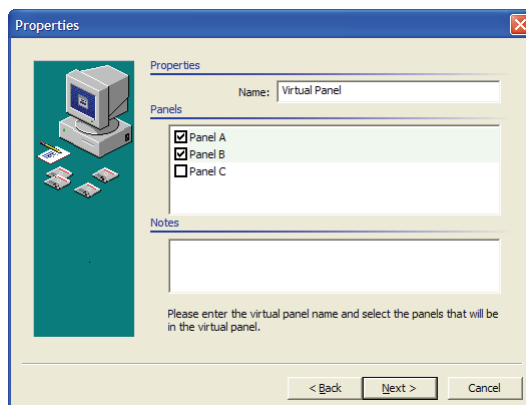 Properties
Properties
Name: Virtual Panel
Panels
Panel A
Panel B
Panel C
Notes
Please enter the virtual panel name and select the panels that will be
in the virtual panel.
< Back Next > Cancel